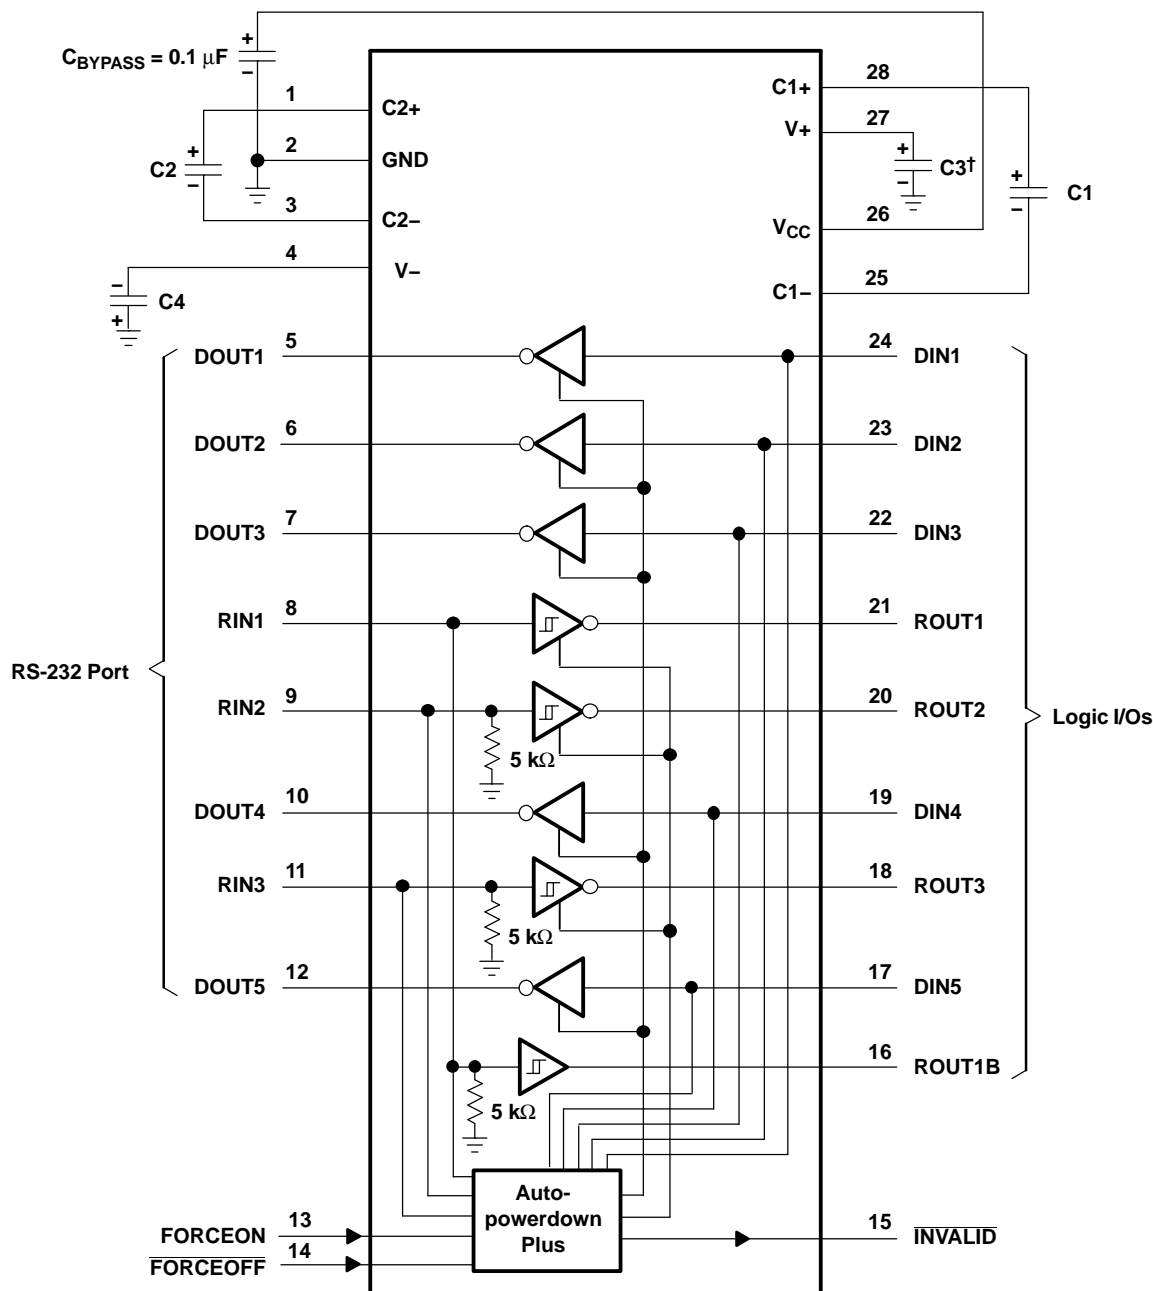 C_BYPASS = 0.1 μF
+
−
1
C2+
C1+
28
V+
27
C2
+
−
2
GND
+
−
C3†
+
−
C1
3
C2−
V_CC
26
4
V−
C1−
25
−
+
C4
DOUT1
5
24
DIN1
DOUT2
6
23
DIN2
DOUT3
7
22
DIN3
RIN1
8
21
ROUT1
RS-232 Port
RIN2
9
20
ROUT2
Logic I/Os
5 kΩ
DOUT4
10
19
DIN4
RIN3
11
18
ROUT3
5 kΩ
DOUT5
12
17
DIN5
16
ROUT1B
5 kΩ
Auto-
powerdown
Plus
FORCEON
13
15
INVALID
FORCEOFF
14